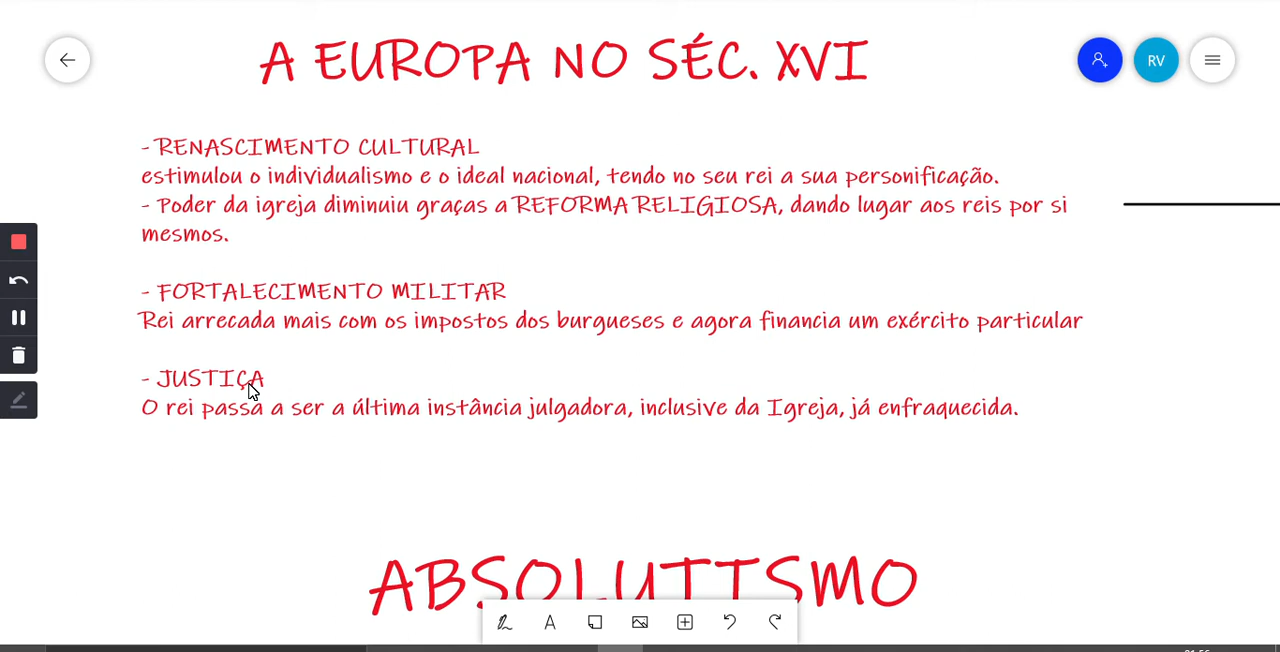 A EUROPA NO SÉC. XVI
RV
- RENASCIMENTO CULTURAL
estimulou o individualismo e o ideal nacional, tendo no seu rei a sua personificação.
- Poder da igreja diminuiu graças a REFORMA RELIGIOSA, dando lugar aos reis por si
mesmos.
- FORTALECIMENTO MILITAR
Rei arrecada mais com os impostos dos burgueses e agora financia um exército particular
- JUSTIÇA
O rei passa a ser a última instância julgadora, inclusive da Igreja, já enfraquecida.
ABSOLUTISMO
A